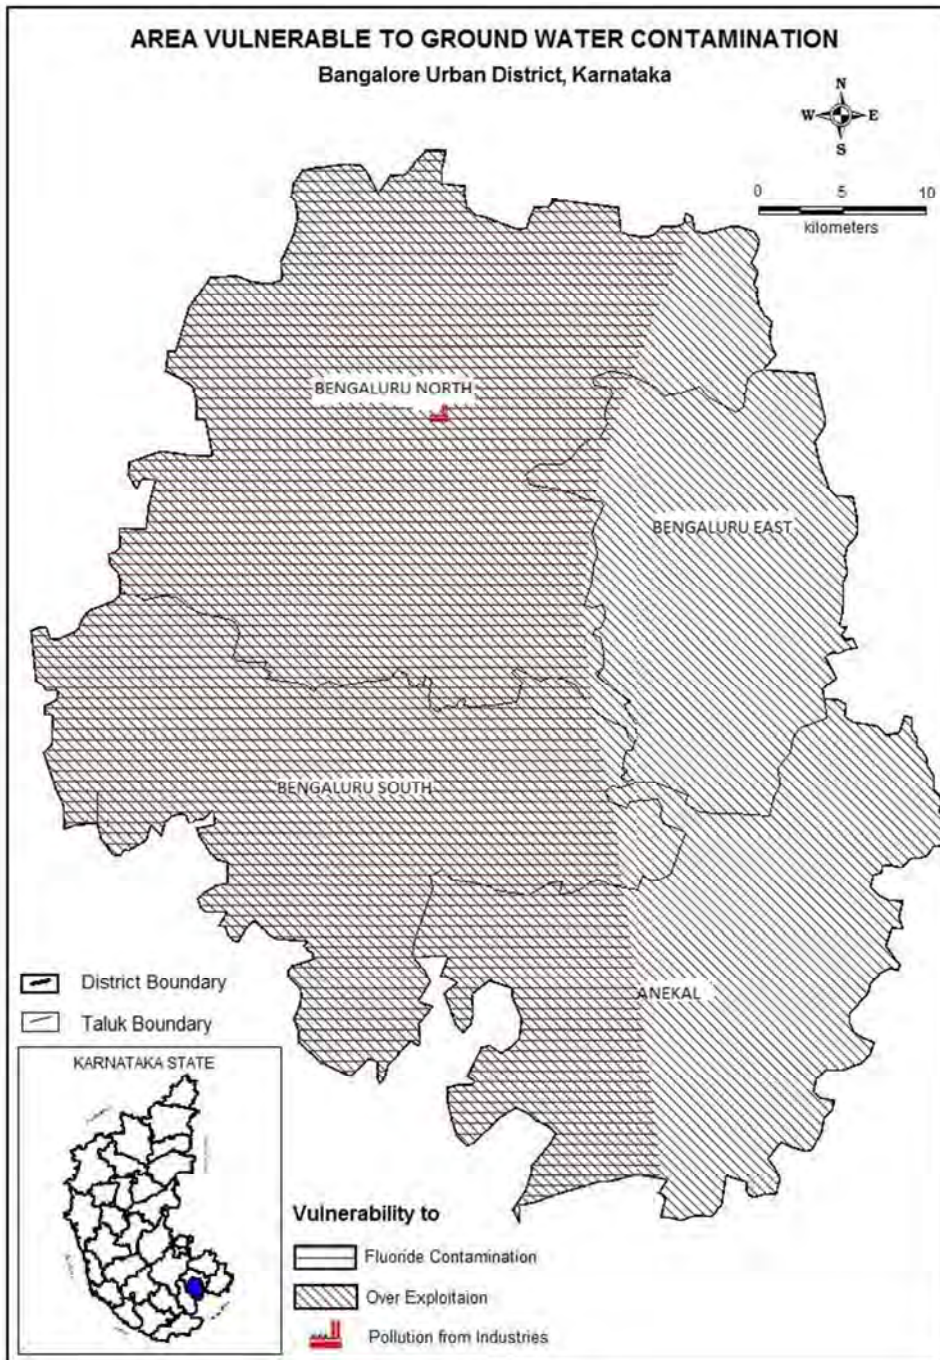 AREA VULNERABLE TO GROUND WATER CONTAMINATION
Bangalore Urban District, Karnataka
N
W E
S
0 5 10
kilometers
BENGALURU NORTH
BENGALURU EAST
BENGALURU SOUTH
ANEKAL
District Boundary
Taluk Boundary
KARNATAKA STATE
Vulnerability to
Fluoride Contamination
Over Exploitaion
Pollution from Industries